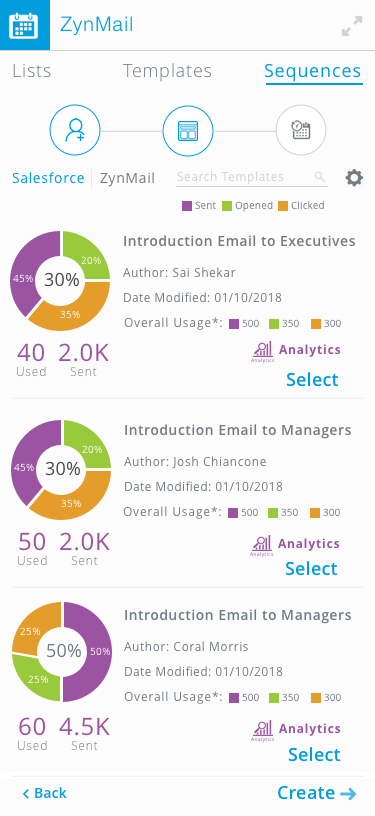 ZynMail
Lists Templates Sequences
Salesforce ZynMail Search Templates
Sent Opened Clicked
Introduction Email to Executives
20%
45% 30%
35%
Author: Sai Shekar
Date Modified: 01/10/2018
Overall Usage*: 500 350 300
40 2.0K
Used Sent
Analytics Analytics
Select
Introduction Email to Managers
20%
45% 30%
35%
Author: Josh Chiancone
Date Modified: 01/10/2018
Overall Usage*: 500 350 300
50 2.0K
Used Sent
Analytics Analytics
Select
Introduction Email to Managers
25%
50% 50%
25%
Author: Coral Morris
Date Modified: 01/10/2018
Overall Usage*: 500 350 300
60 4.5K
Used Sent
Analytics Analytics
Select
Back Create